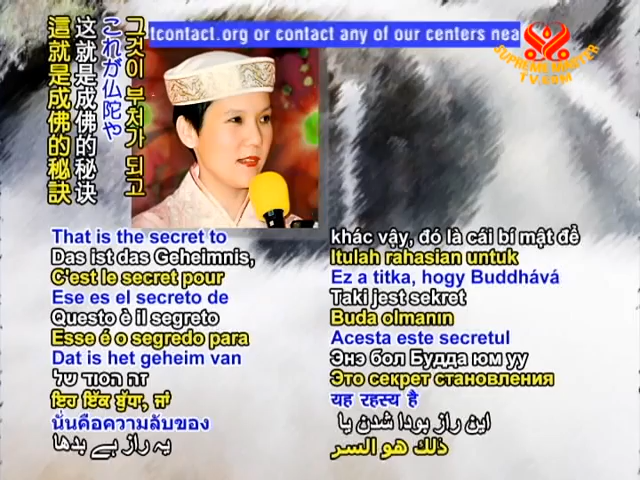 tcontact.org or contact any of our centers nea
SUPREME MASTER
TV.COM
그것이 부처가 되고
これが仏陀や
这就是成佛的秘诀
這就是成佛的秘訣
That is the secret to
Das ist das Geheimnis,
C'est le secret pour
Ese es el secreto de
Questo è il segreto
Esse é o segredo para
Dat is het geheim van
זה הסוד של
ਇਹ ਇੱਕ ਬੁੱਧਾ, ਜਾਂ
นั่นคือความลับของ
یہ راز ہے بدھا
khác vậy, đó là cái bí mật để
Itulah rahasian untuk
Ez a titka, hogy Buddhává
Taki jest sekret
Buda olmanın
Acesta este secretul
Энэ бол Будда юм уу
Это секрет становления
यह रहस्य है
این راز بودا شدن یا
ذلك هو السر